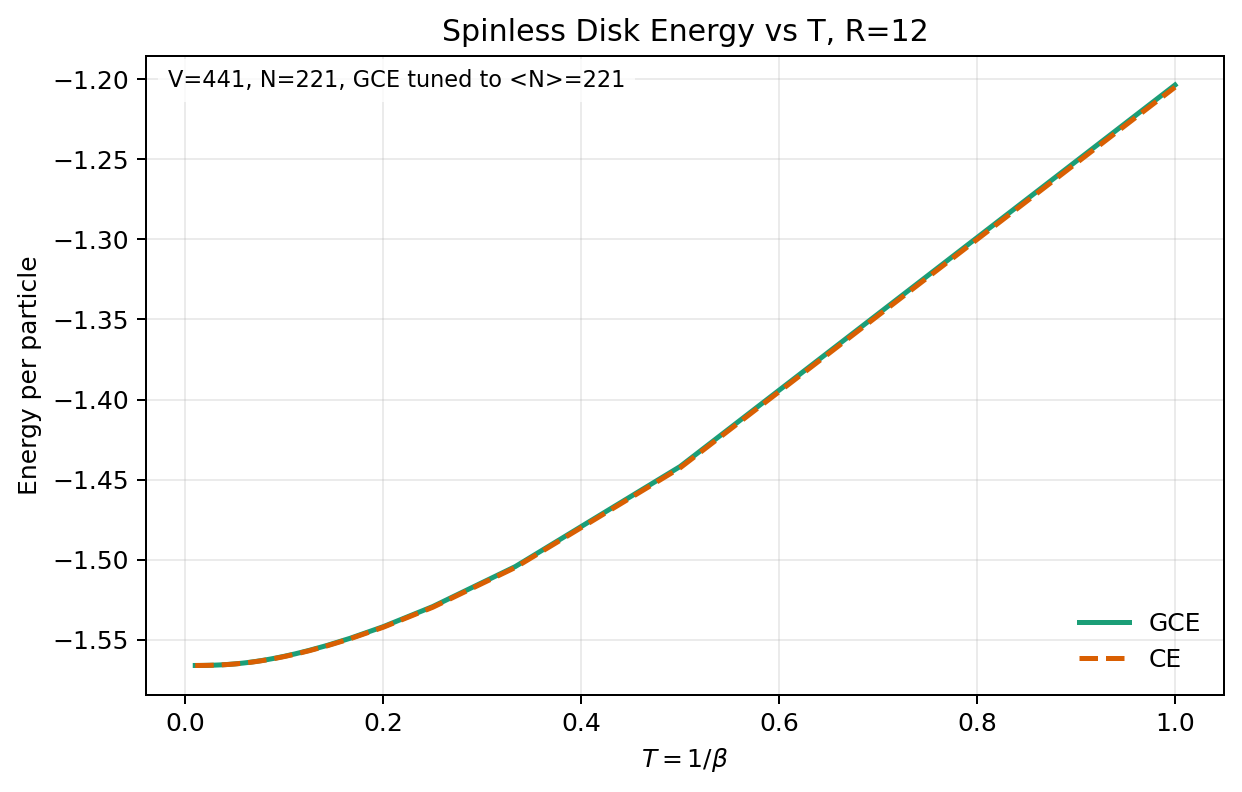 Spinless Disk Energy vs T, R=12
V=441, N=221, GCE tuned to <N>=221
−1.20
−1.25
−1.30
−1.35
−1.40
−1.45
−1.50
−1.55
Energy per particle
GCE
CE
0.0 0.2 0.4 0.6 0.8 1.0
T = 1/β